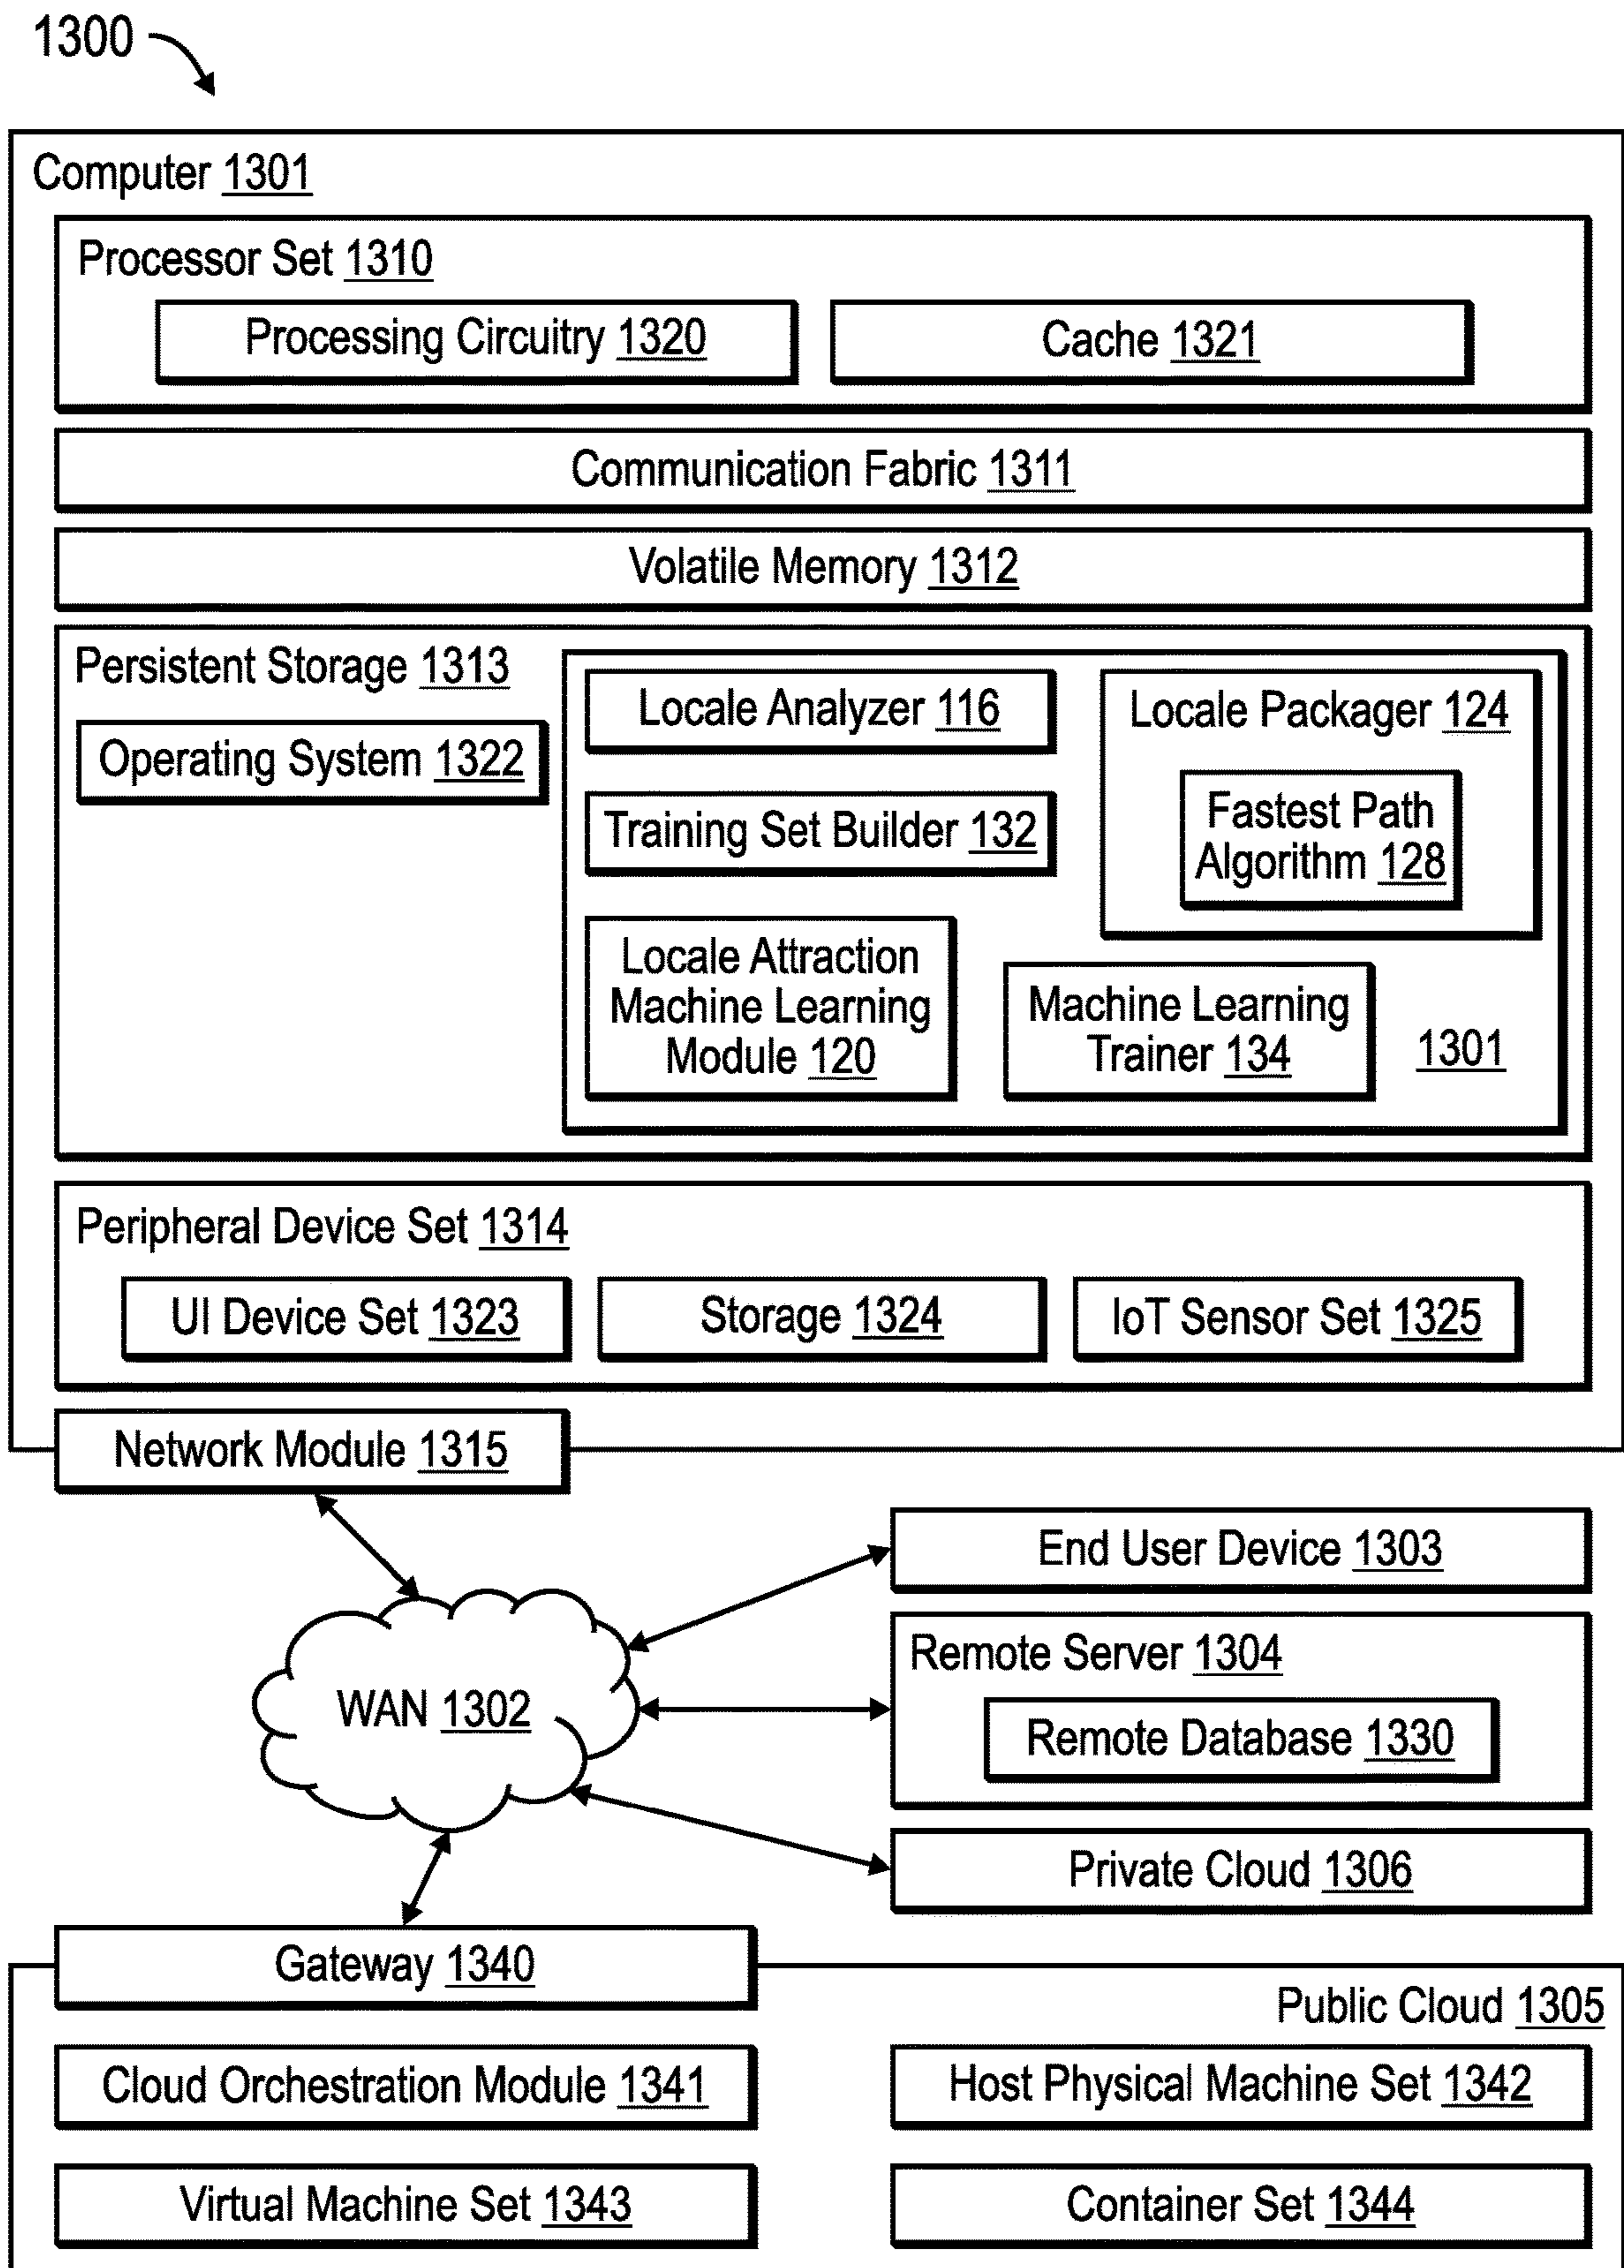 1300
Computer 1301
Processor Set 1310
Processing Circuitry 1320
Cache 1321
Communication Fabric 1311
Volatile Memory 1312
Persistent Storage 1313
Operating System 1322
Locale Analyzer 116
Training Set Builder 132
Locale Packager 124
Fastest Path
Algorithm 128
Locale Attraction
Machine Learning
Module 120
Machine Learning
Trainer 134
1301
Peripheral Device Set 1314
UI Device Set 1323
Storage 1324
IoT Sensor Set 1325
Network Module 1315
WAN 1302
End User Device 1303
Remote Server 1304
Remote Database 1330
Private Cloud 1306
Gateway 1340
Public Cloud 1305
Cloud Orchestration Module 1341
Host Physical Machine Set 1342
Virtual Machine Set 1343
Container Set 1344